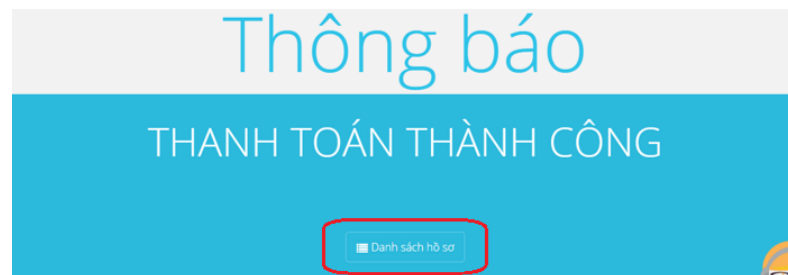 Thông báo
THANH TOÁN THÀNH CÔNG
Danh sách hồ sơ